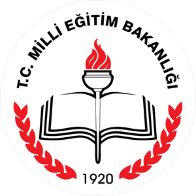 T.C. MİLLİ EĞİTİM BAKANLIĞI
1920